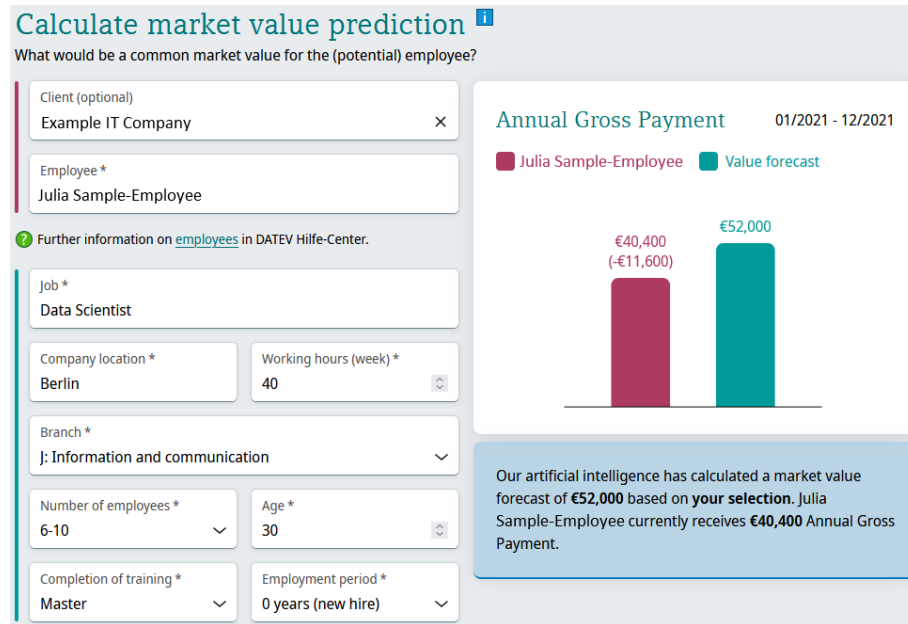 Calculate market value prediction i
What would be a common market value for the (potential) employee?
Client (optional)
Example IT Company ×
Employee *
Julia Sample-Employee
? Further information on employees in DATEV Hilfe-Center.
Job *
Data Scientist
Company location *
Berlin
Working hours (week) *
40
Branch *
J: Information and communication
Number of employees *
6-10
Age *
30
Completion of training *
Master
Employment period *
0 years (new hire)
Annual Gross Payment 01/2021 - 12/2021
Julia Sample-Employee Value forecast
€40,400
(-€11,600)
€52,000
Our artificial intelligence has calculated a market value
forecast of €52,000 based on your selection. Julia
Sample-Employee currently receives €40,400 Annual Gross
Payment.